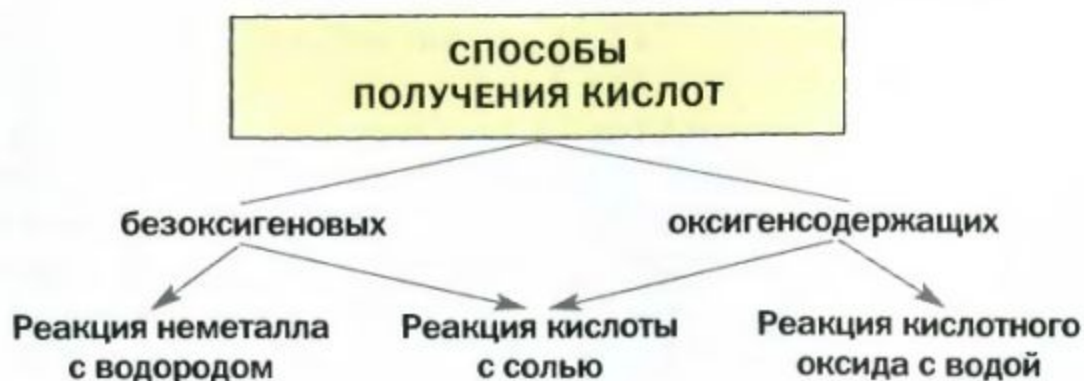 СПОСОБЫ
ПОЛУЧЕНИЯ КИСЛОТ
безоксигеновых
оксигенсодержащих
Реакция неметалла
с водородом
Реакция кислоты
с солью
Реакция кислотного
оксида с водой